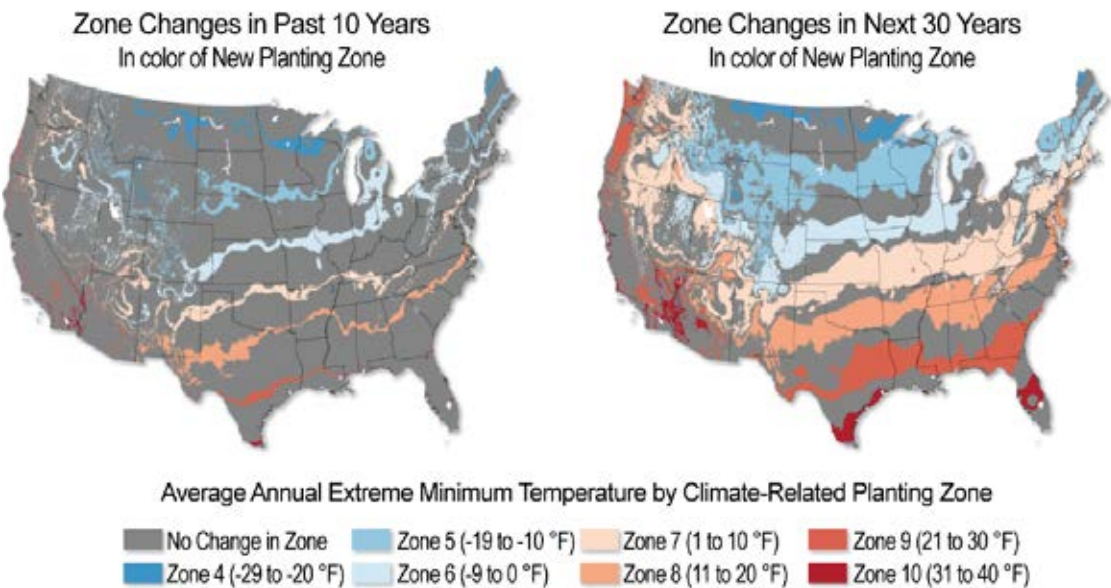 Zone Changes in Past 10 Years
In color of New Planting Zone
Zone Changes in Next 30 Years
In color of New Planting Zone
Average Annual Extreme Minimum Temperature by Climate-Related Planting Zone
No Change in Zone
Zone 5 (-19 to -10 °F)
Zone 7 (1 to 10 °F)
Zone 9 (21 to 30 °F)
Zone 4 (-29 to -20 °F)
Zone 6 (-9 to 0 °F)
Zone 8 (11 to 20 °F)
Zone 10 (31 to 40 °F)